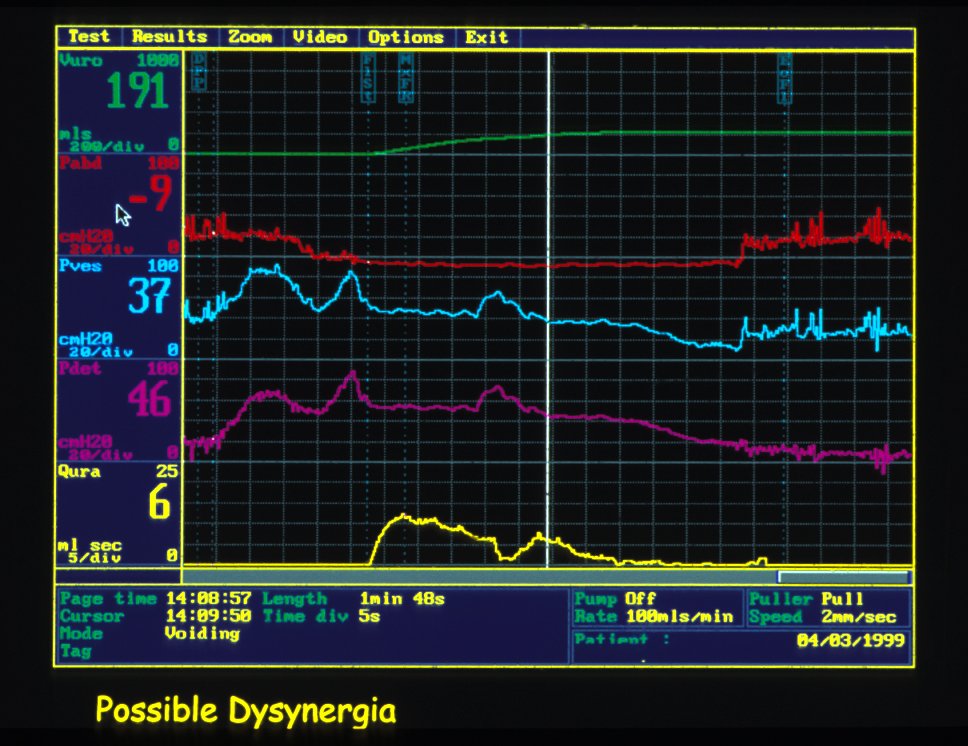 Test Results Zoom Video Options Exit
Vuro 1000
191
mls
200/div 0
Pabd 100
-9
cmH20
20/div 0
Pves 100
37
cmH20
20/div 0
Pdet 100
46
cmH20
20/div 0
Qura 25
6
ml sec
5/div 0
Page time 14:08:57 Length 1min 48s
Cursor 14:09:50 Time div 5s
Mode Voiding
Tag
Pump Off
Rate 100mls/min
Puller Pull
Speed 2mm/sec
Patient :
04/03/1999
Possible Dysynergia